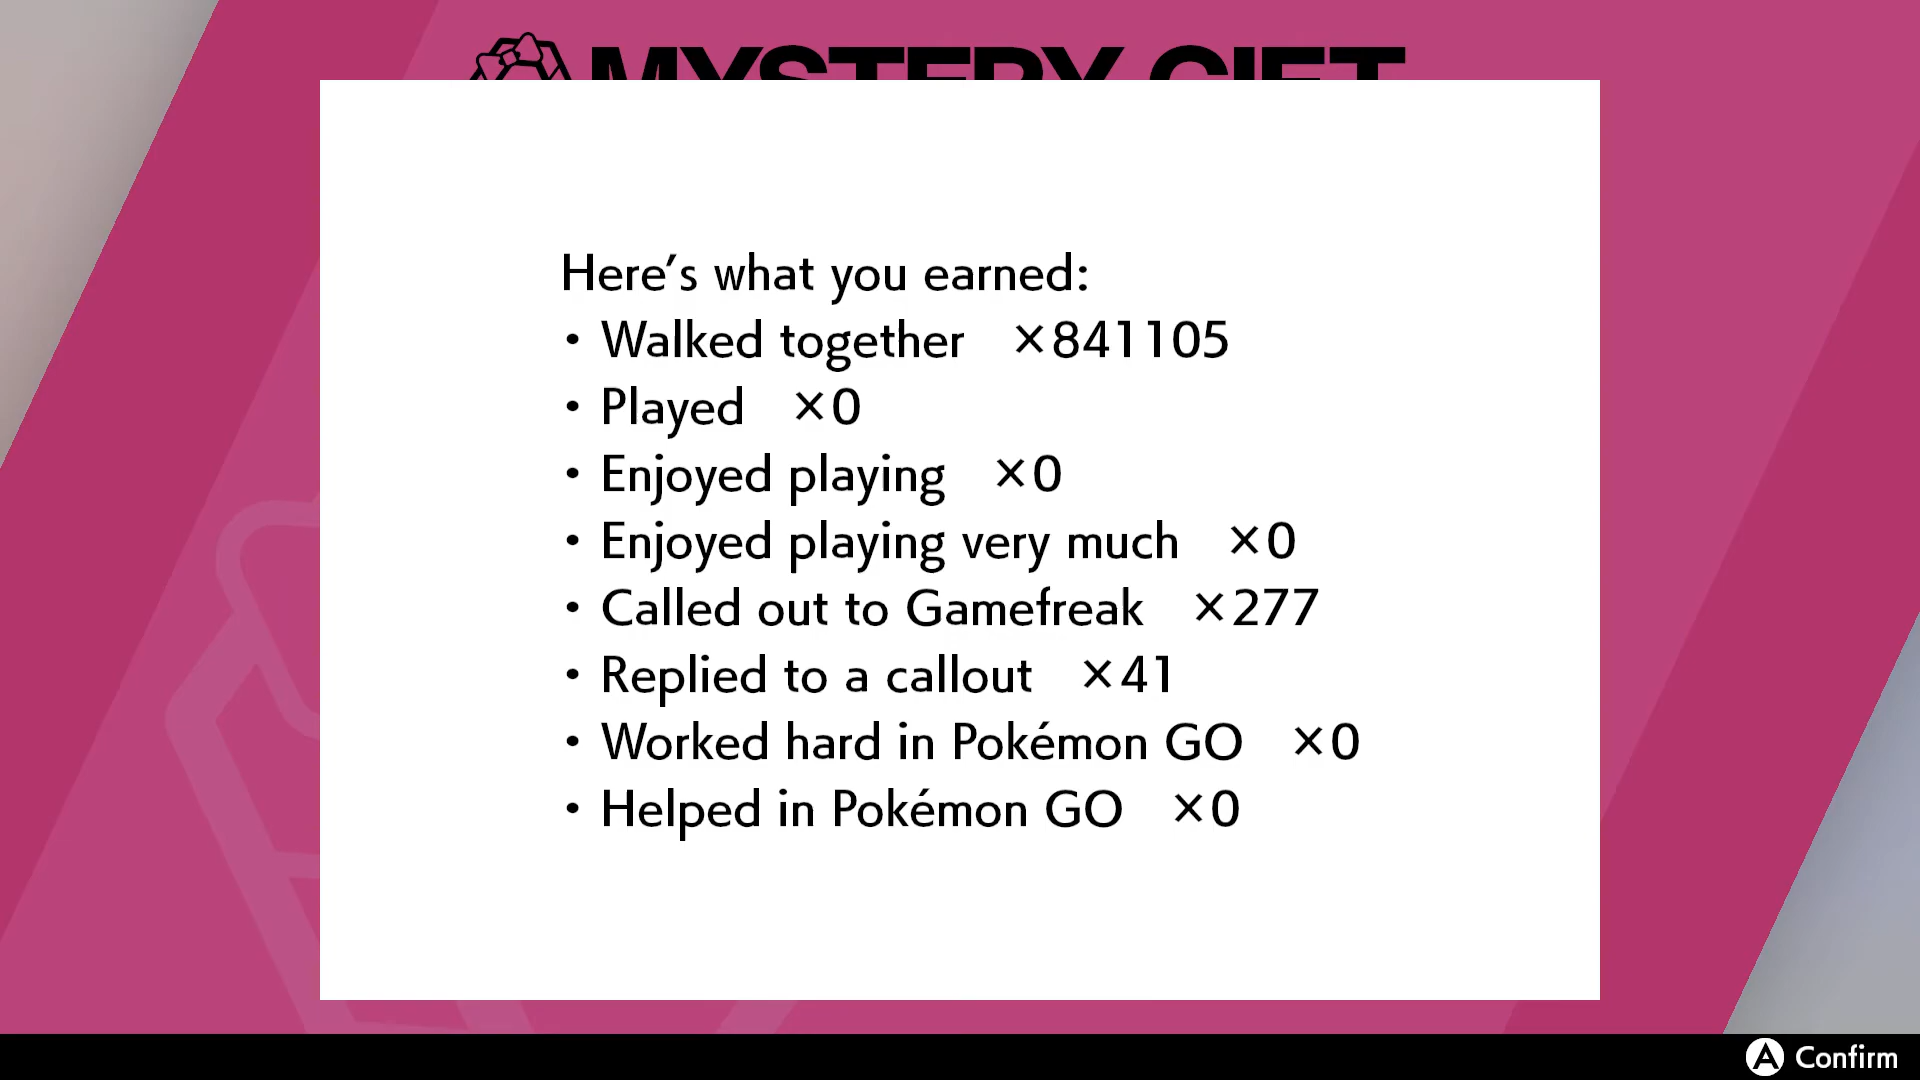 MYSTERY GIFT
Here's what you earned:
• Walked together ×841105
• Played ×0
• Enjoyed playing ×0
• Enjoyed playing very much ×0
• Called out to Gamefreak ×277
• Replied to a callout ×41
• Worked hard in Pokémon GO ×0
• Helped in Pokémon GO ×0
A Confirm